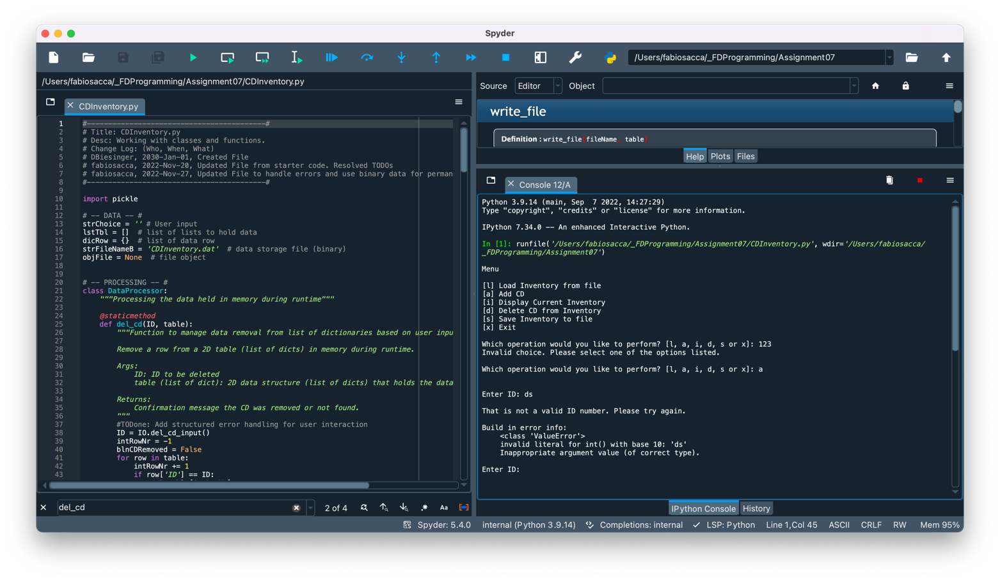 Spyder
/Users/fabiosacca/_FDProgramming/Assignment07
/Users/fabiosacca/_FDProgramming/Assignment07/CDInventory.py
CDInventory.py
1 #------------------------------------------#
2 # Title: CDInventory.py
3 # Desc: Working with classes and functions.
4 # Change Log: (Who, When, What)
5 # DBiesinger, 2030-Jan-01, Created File
6 # fabiosacca, 2022-Nov-20, Updated File from starter code. Resolved TODOs
7 # fabiosacca, 2022-Nov-27, Updated File to handle errors and use binary data for perman
8 #------------------------------------------#
9
10 import pickle
11
12 # -- DATA -- #
13 strChoice = '' # User input
14 lstTbl = []  # list of lists to hold data
15 dicRow = {}  # list of data row
16 strFileNameB = 'CDInventory.dat'  # data storage file (binary)
17 objFile = None  # file object
18
19
20 # -- PROCESSING -- #
21 class DataProcessor:
22     """Processing the data held in memory during runtime"""
23
24     @staticmethod
25     def del_cd(ID, table):
26         """Function to manage data removal from list of dictionaries based on user inpu
27
28         Remove a row from a 2D table (list of dicts) in memory during runtime.
29
30         Args:
31             ID: ID to be deleted
32             table (list of dict): 2D data structure (list of dicts) that holds the data
33
34         Returns:
35             Confirmation message the CD was removed or not found.
36         """
37         #TODone: Add structured error handling for user interaction
38         ID = IO.del_cd_input()
39         intRowNr = -1
40         blnCDRemoved = False
41         for row in table:
42             intRowNr += 1
43             if row['ID'] == ID:
del_cd
2 of 4
Aa
Source Editor Object
write_file
Definition : write_file(fileName, table)
Help Plots Files
Console 12/A
Python 3.9.14 (main, Sep  7 2022, 14:27:29)
Type "copyright", "credits" or "license" for more information.
IPython 7.34.0 -- An enhanced Interactive Python.
In [1]: runfile('/Users/fabiosacca/_FDProgramming/Assignment07/CDInventory.py', wdir='/Users/fabiosacca/
_FDProgramming/Assignment07')
Menu
[l] Load Inventory from file
[a] Add CD
[i] Display Current Inventory
[d] Delete CD from Inventory
[s] Save Inventory to file
[x] Exit
Which operation would you like to perform? [l, a, i, d, s or x]: 123
Invalid choice. Please select one of the options listed.
Which operation would you like to perform? [l, a, i, d, s or x]: a
Enter ID: ds
That is not a valid ID number. Please try again.
Build in error info:
<class 'ValueError'>
invalid literal for int() with base 10: 'ds'
Inappropriate argument value (of correct type).
Enter ID:
IPython Console History
Spyder: 5.4.0 internal (Python 3.9.14) Completions: internal LSP: Python Line 1, Col 45 ASCII CRLF RW Mem 95%